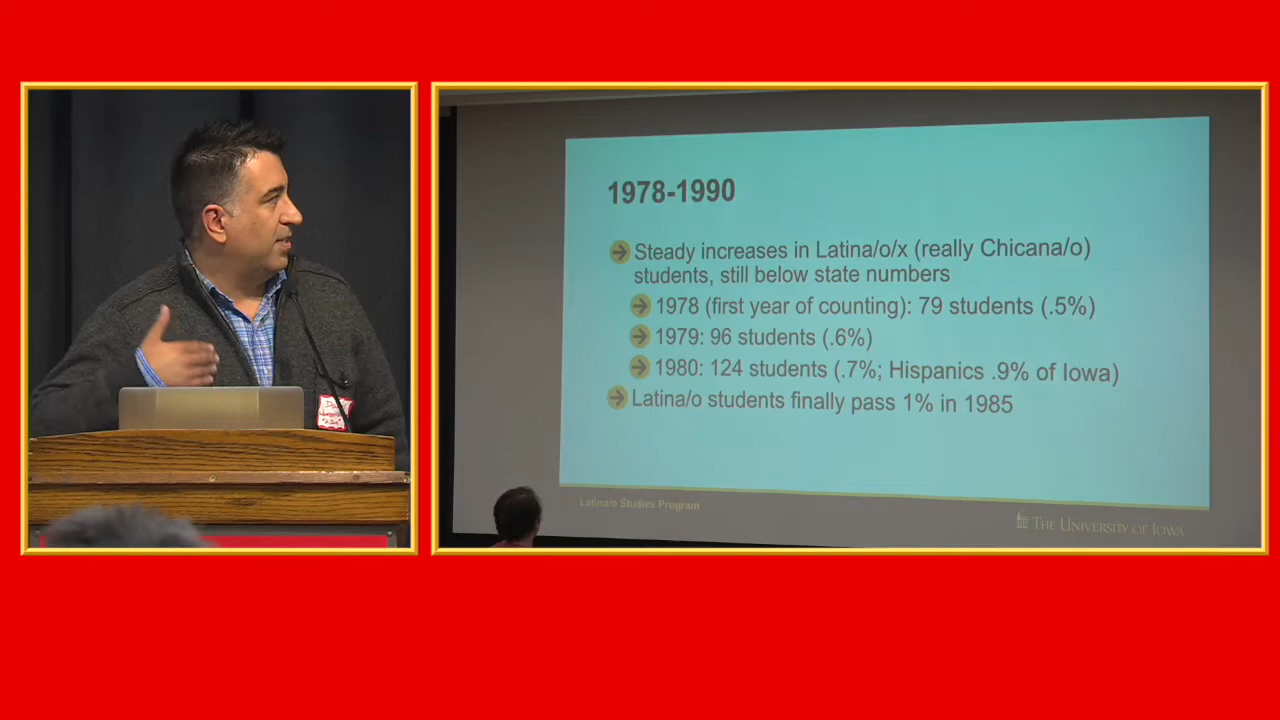 1978-1990
Steady increases in Latina/o/x (really Chicana/o)
students, still below state numbers
1978 (first year of counting): 79 students (.5%)
1979: 96 students (.6%)
1980: 124 students (.7%; Hispanics .9% of Iowa)
Latina/o students finally pass 1% in 1985
Latina/o Studies Program
THE UNIVERSITY OF IOWA